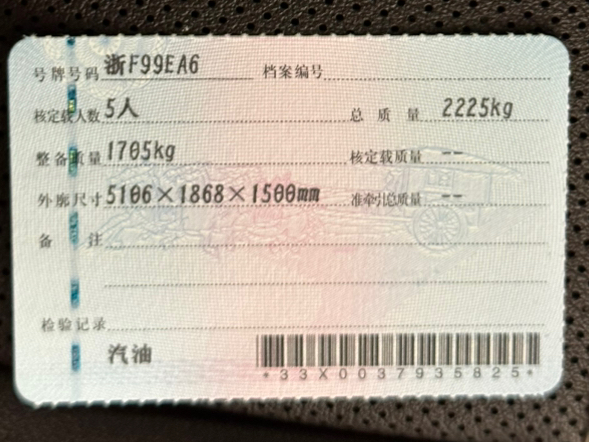 号牌号码 浙F99EA6 档案编号
核定载人数 5人 总质量 2225kg
整备质量 1705kg 核定载质量 --
外廓尺寸 5106×1868×1500mm 准牵引总质量 --
备注
检验记录
汽油
*33X0037935825*